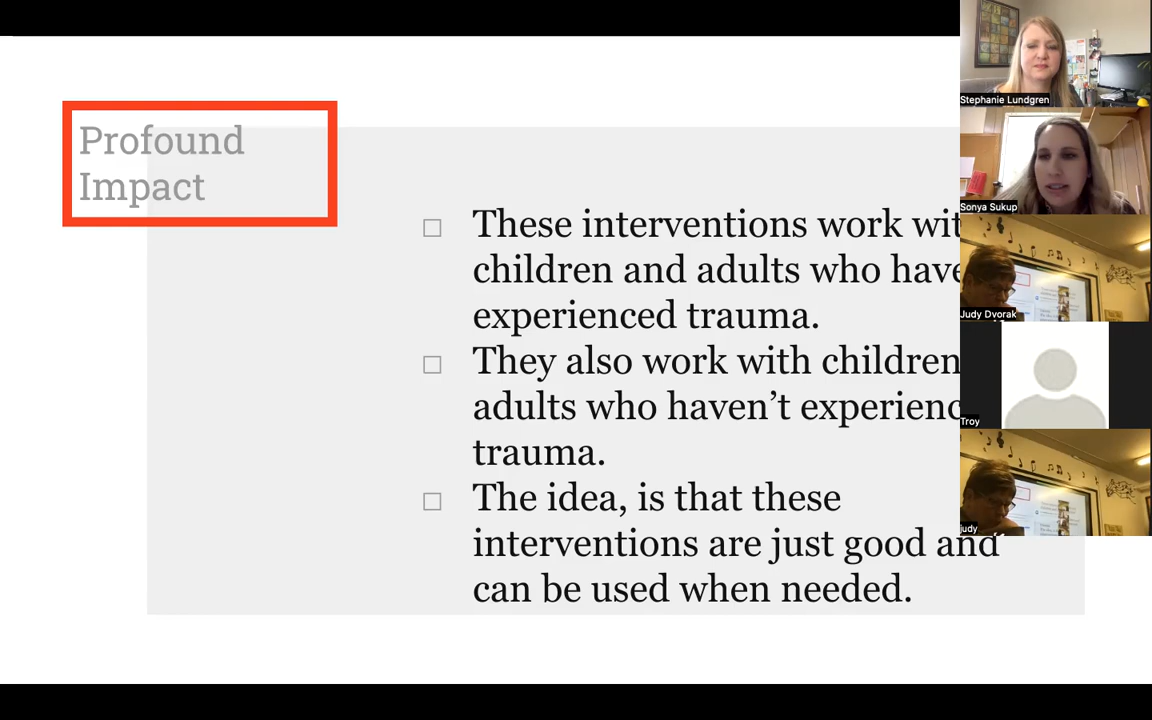 Profound
Impact
These interventions work wit
children and adults who have
experienced trauma.
They also work with children
adults who haven’t experienc
trauma.
The idea, is that these
interventions are just good and
can be used when needed.
Stephanie Lundgren
Sonya Sukup
Judy Dvorak
Troy
judy